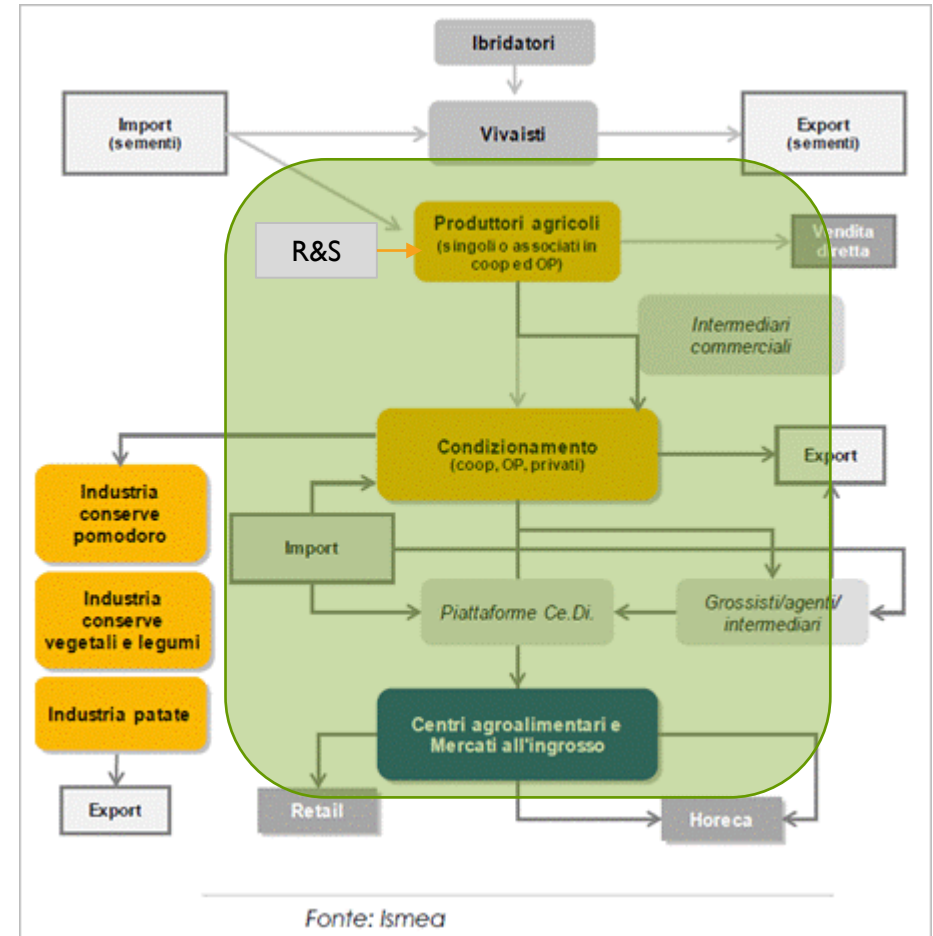 Ibridatori
Import
(sementi)
Vivaisti
Export
(sementi)
Produttori agricoli
(singoli o associati in
coop ed OP)
R&S
Vendita
diretta
Intermediari
commerciali
Condizionamento
(coop, OP, privati)
Export
Industria
conserve
pomodoro
Import
Industria
conserve
vegetali e legumi
Piattaforme Ce.Di.
Grossisti/agenti/
intermediari
Industria patate
Centri agroalimentari e
Mercati all'ingrosso
Export
Retail
Horeca
Fonte: Ismea